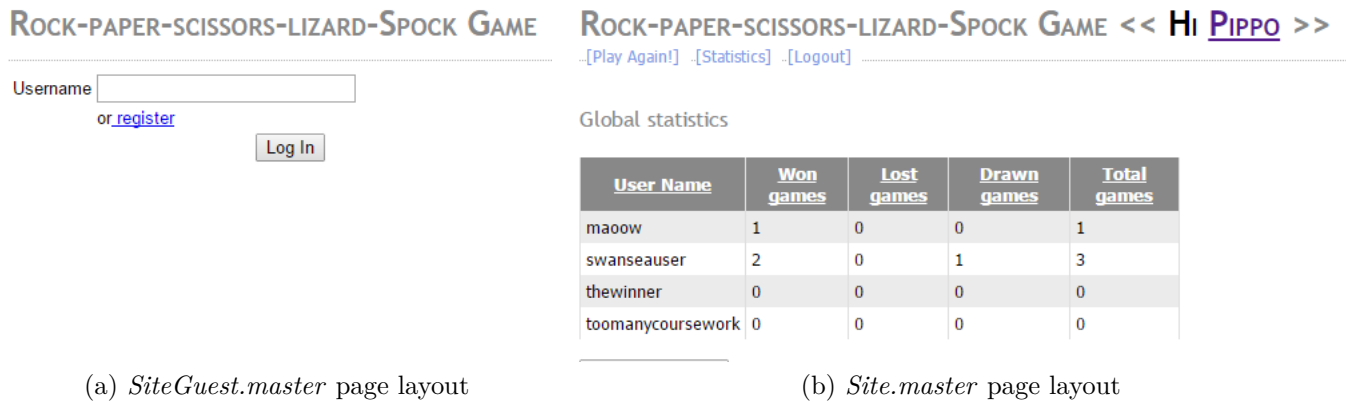 Rock-paper-scissors-lizard-Spock Game
Username
or register
Log In
(a) SiteGuest.master page layout
Rock-paper-scissors-lizard-Spock Game << Hi Pippo >>
[Play Again!] [Statistics] [Logout]
Global statistics
User Name Won games Lost games Drawn games Total games
maoow 1 0 0 1
swanseauser 2 0 1 3
thewinner 0 0 0 0
toomanycoursework 0 0 0 0
(b) Site.master page layout